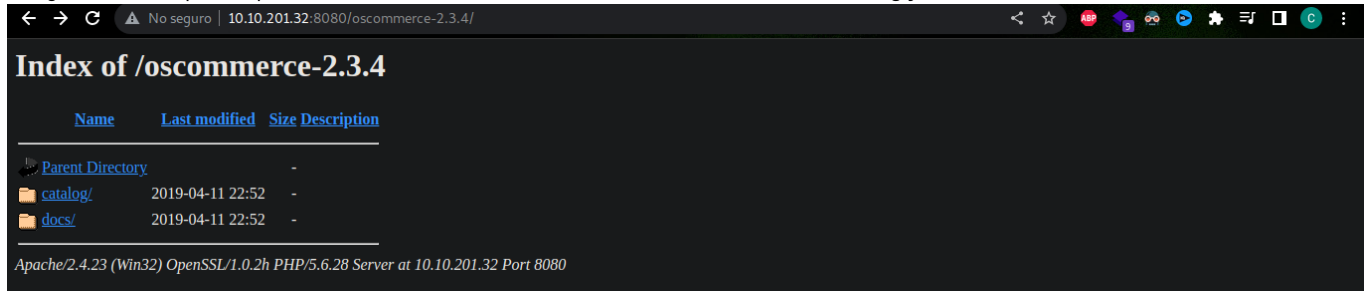 No seguro | 10.10.201.32:8080/oscommerce-2.3.4/
ABP
9
C
Index of /oscommerce-2.3.4
Name Last modified Size Description
Parent Directory -
catalog/ 2019-04-11 22:52 -
docs/ 2019-04-11 22:52 -
Apache/2.4.23 (Win32) OpenSSL/1.0.2h PHP/5.6.28 Server at 10.10.201.32 Port 8080